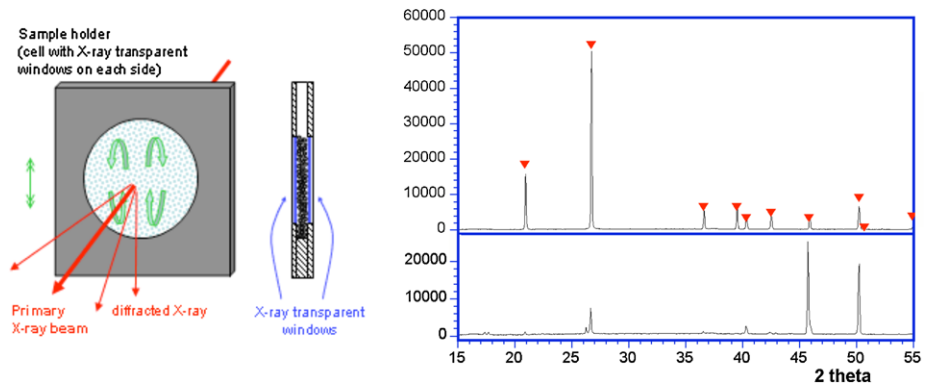 Sample holder
(cell with X-ray transparent
windows on each side)
Primary
X-ray beam
diffracted X-ray
X-ray transparent
windows
60000
50000
40000
30000
20000
10000
0
20000
10000
0
15
20
25
30
35
40
45
50
55
2 theta